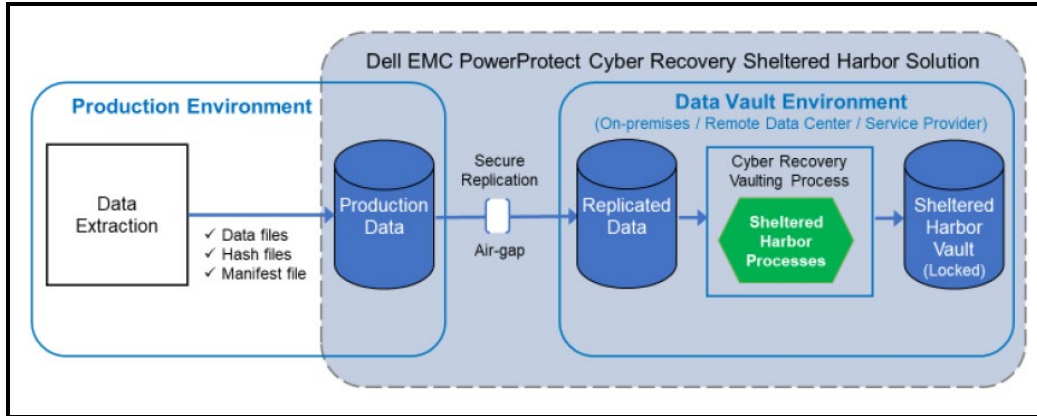 Dell EMC PowerProtect Cyber Recovery Sheltered Harbor Solution
Production Environment
Data
Extraction
✓ Data files
✓ Hash files
✓ Manifest file
Production
Data
Secure
Replication
Air-gap
Data Vault Environment
(On-premises / Remote Data Center / Service Provider)
Replicated
Data
Cyber Recovery
Vaulting Process
Sheltered
Harbor
Processes
Sheltered
Harbor
Vault
(Locked)